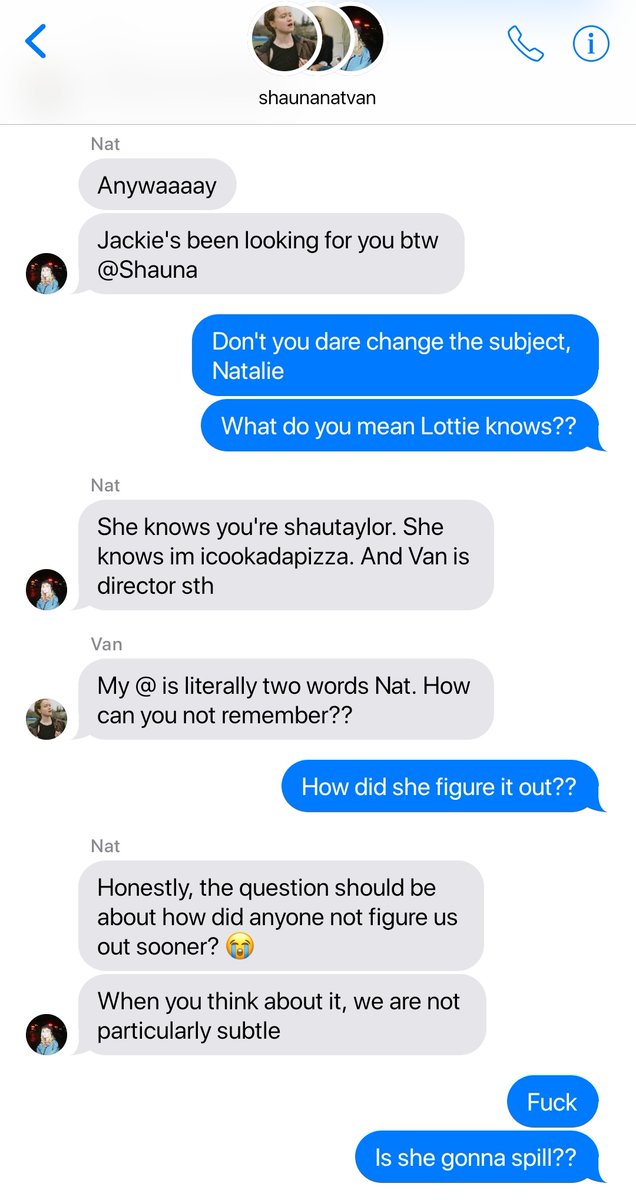 shaunanatvan
Nat
Anywaaaay
Jackie's been looking for you btw
@Shauna
Don't you dare change the subject,
Natalie
What do you mean Lottie knows??
Nat
She knows you're shautaylor. She
knows im icookadapizza. And Van is
director sth
Van
My @ is literally two words Nat. How
can you not remember??
How did she figure it out??
Nat
Honestly, the question should be
about how did anyone not figure us
out sooner? 😭
When you think about it, we are not
particularly subtle
Fuck
Is she gonna spill??